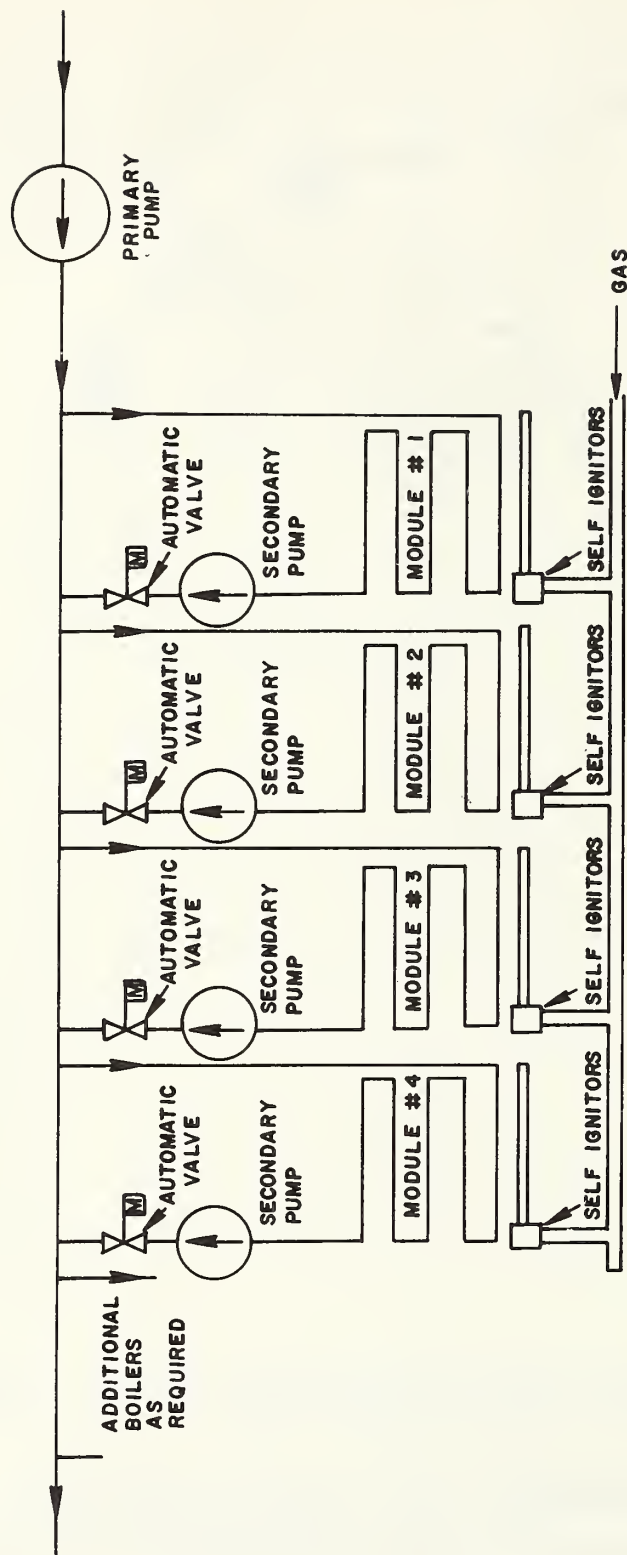 ADDITIONAL
BOILERS
AS
REQUIRED
M
AUTOMATIC
VALVE
SECONDARY
PUMP
MODULE #4
SELF IGNITORS
M
AUTOMATIC
VALVE
SECONDARY
PUMP
MODULE #3
SELF IGNITORS
M
AUTOMATIC
VALVE
SECONDARY
PUMP
MODULE #2
SELF IGNITORS
M
AUTOMATIC
VALVE
SECONDARY
PUMP
MODULE #1
SELF IGNITORS
PRIMARY
PUMP
GAS